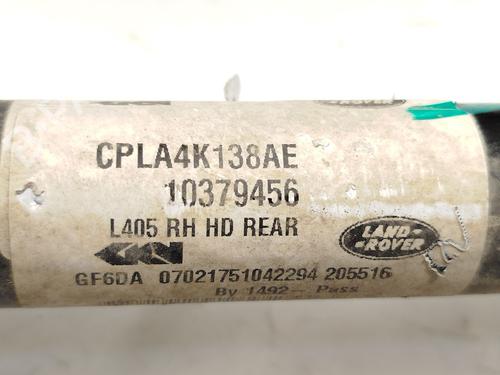 CPLA4K138AE
10379456
L405 RH HD REAR
GKN
LAND
ROVER
GF6DA 07021751042294 205516
By 1492- Pass